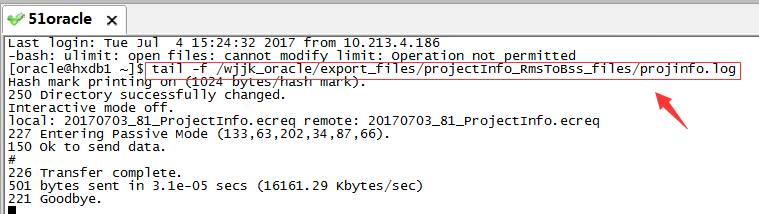 51oracle
Last login: Tue Jul  4 15:24:32 2017 from 10.213.4.186
-bash: ulimit: open files: cannot modify limit: Operation not permitted
[oracle@hxdb1 ~]$ tail -f /wjjk_oracle/export_files/projectInfo_RmsToBss_files/projinfo.log
Hash mark printing on (1024 bytes/hash mark).
250 Directory successfully changed.
Interactive mode off.
local: 20170703_81_ProjectInfo.ecreq remote: 20170703_81_ProjectInfo.ecreq
227 Entering Passive Mode (133,63,202,34,87,66).
150 Ok to send data.
#
226 Transfer complete.
501 bytes sent in 3.1e-05 secs (16161.29 Kbytes/sec)
221 Goodbye.